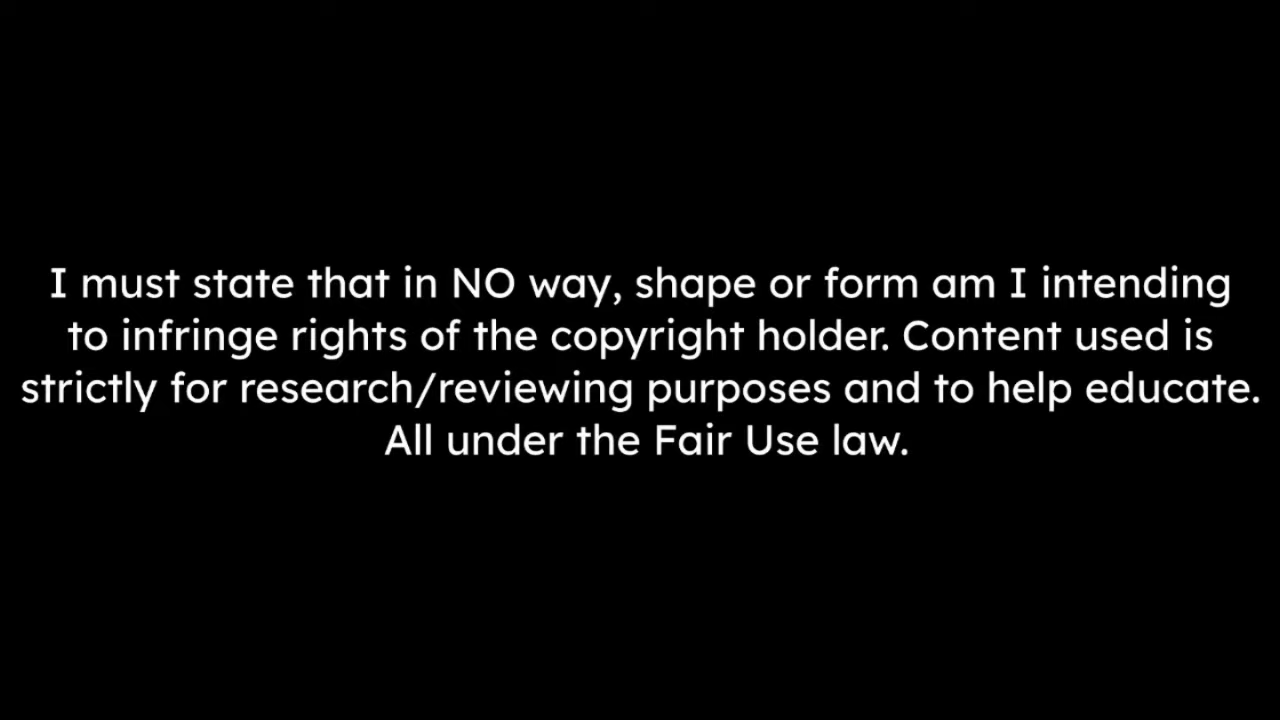 I must state that in NO way, shape or form am I intending
to infringe rights of the copyright holder. Content used is
strictly for research/reviewing purposes and to help educate.
All under the Fair Use law.